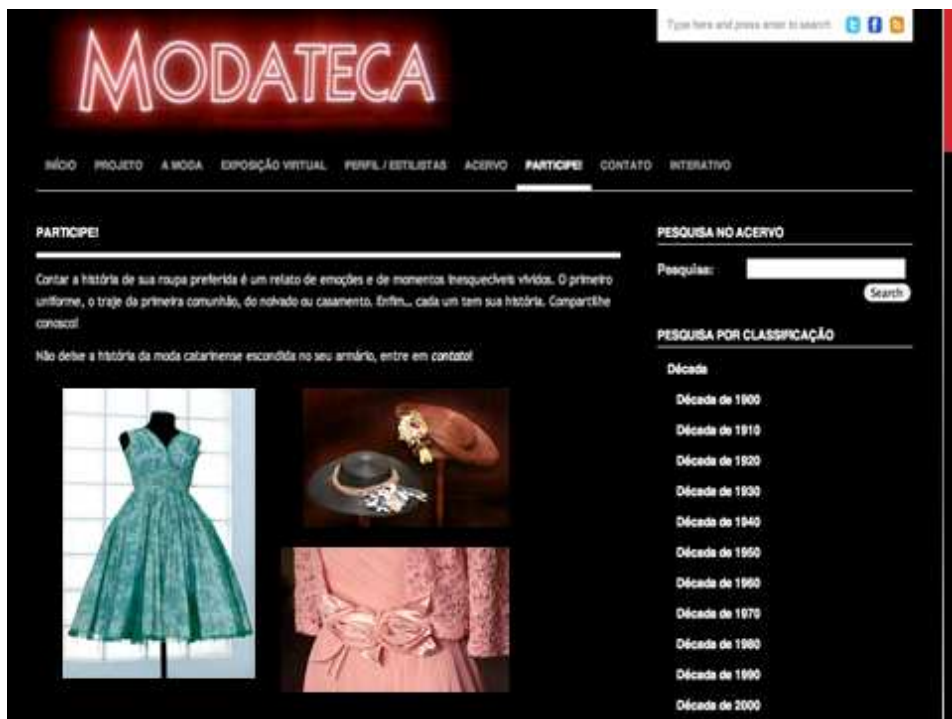 MODATECA
Type here and press enter to search
INÍCIO PROJETO A MODA EXPOSIÇÃO VIRTUAL PERFIL / ESTILISTAS ACERVO PARTICIPE! CONTATO INTERATIVO
PARTICIPE!
Contar a história de sua roupa preferida é um relato de emoções e de momentos inesquecíveis vividos. O primeiro
uniforme, o traje da primeira comunhão, do noivado ou casamento. Enfim... cada um tem sua história. Compartilhe
conosco!
Não deixe a história da moda catarinense escondida no seu armário, entre em contato!
PESQUISA NO ACERVO
Pesquisa:
Search
PESQUISA POR CLASSIFICAÇÃO
Década
Década de 1900
Década de 1910
Década de 1920
Década de 1930
Década de 1940
Década de 1950
Década de 1960
Década de 1970
Década de 1980
Década de 1990
Década de 2000